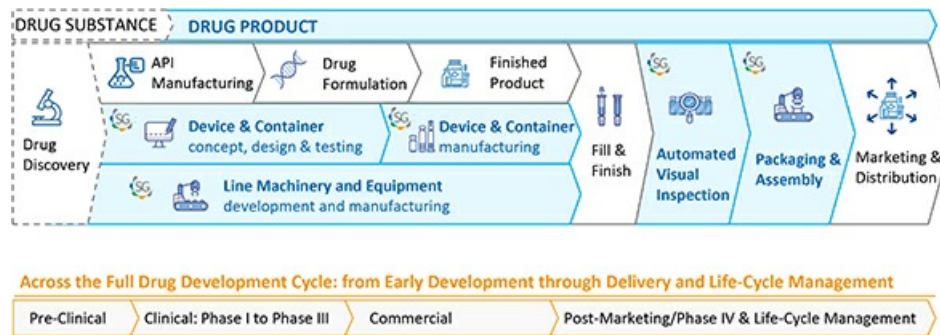 DRUG SUBSTANCE
DRUG PRODUCT
Drug
Discovery
API
Manufacturing
Drug
Formulation
Finished
Product
SG
Device & Container
concept, design & testing
SG
Device & Container
manufacturing
SG
Line Machinery and Equipment
development and manufacturing
Fill &
Finish
SG
Automated
Visual
Inspection
SG
Packaging &
Assembly
Marketing &
Distribution
Across the Full Drug Development Cycle: from Early Development through Delivery and Life-Cycle Management
Pre-Clinical
Clinical: Phase I to Phase III
Commercial
Post-Marketing/Phase IV & Life-Cycle Management